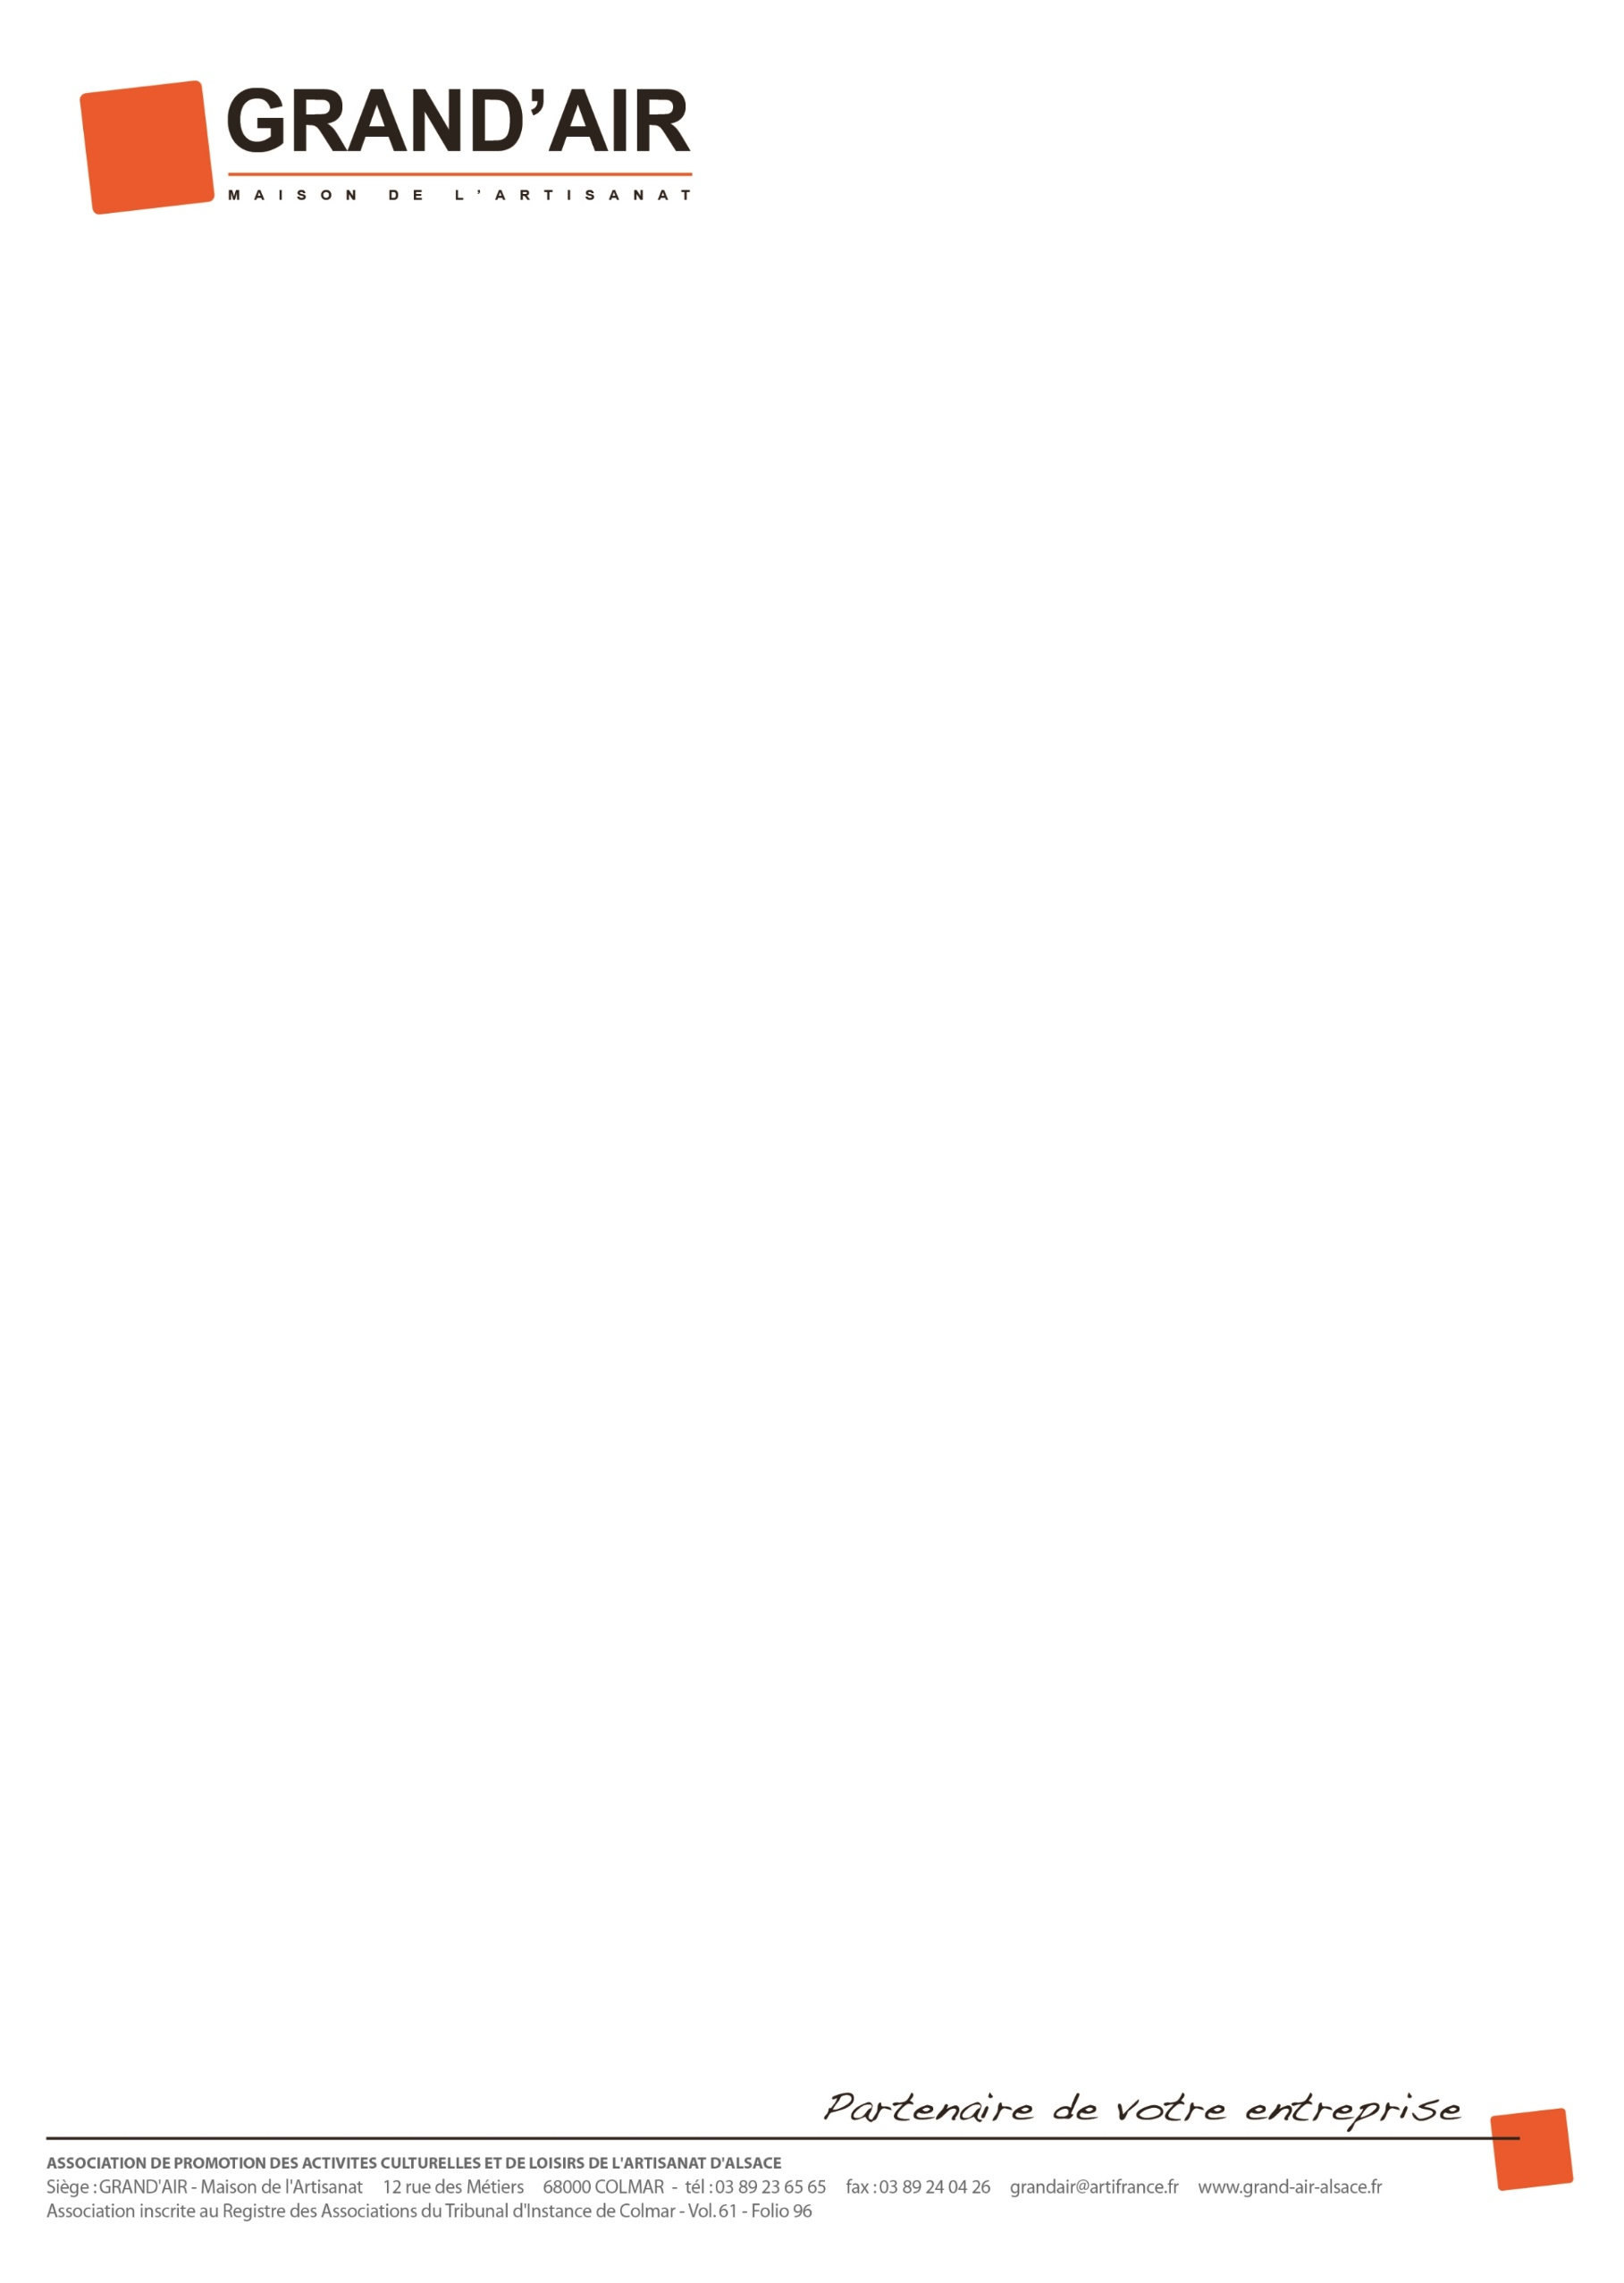 GRAND’AIR
MAISON DE L’ARTISANAT
Partenaire de votre entreprise
ASSOCIATION DE PROMOTION DES ACTIVITES CULTURELLES ET DE LOISIRS DE L'ARTISANAT D'ALSACE
Siège : GRAND'AIR - Maison de l'Artisanat 12 rue des Métiers 68000 COLMAR - tél : 03 89 23 65 65 fax : 03 89 24 04 26 grandair@artifrance.fr www.grand-air-alsace.fr
Association inscrite au Registre des Associations du Tribunal d'Instance de Colmar - Vol. 61 - Folio 96